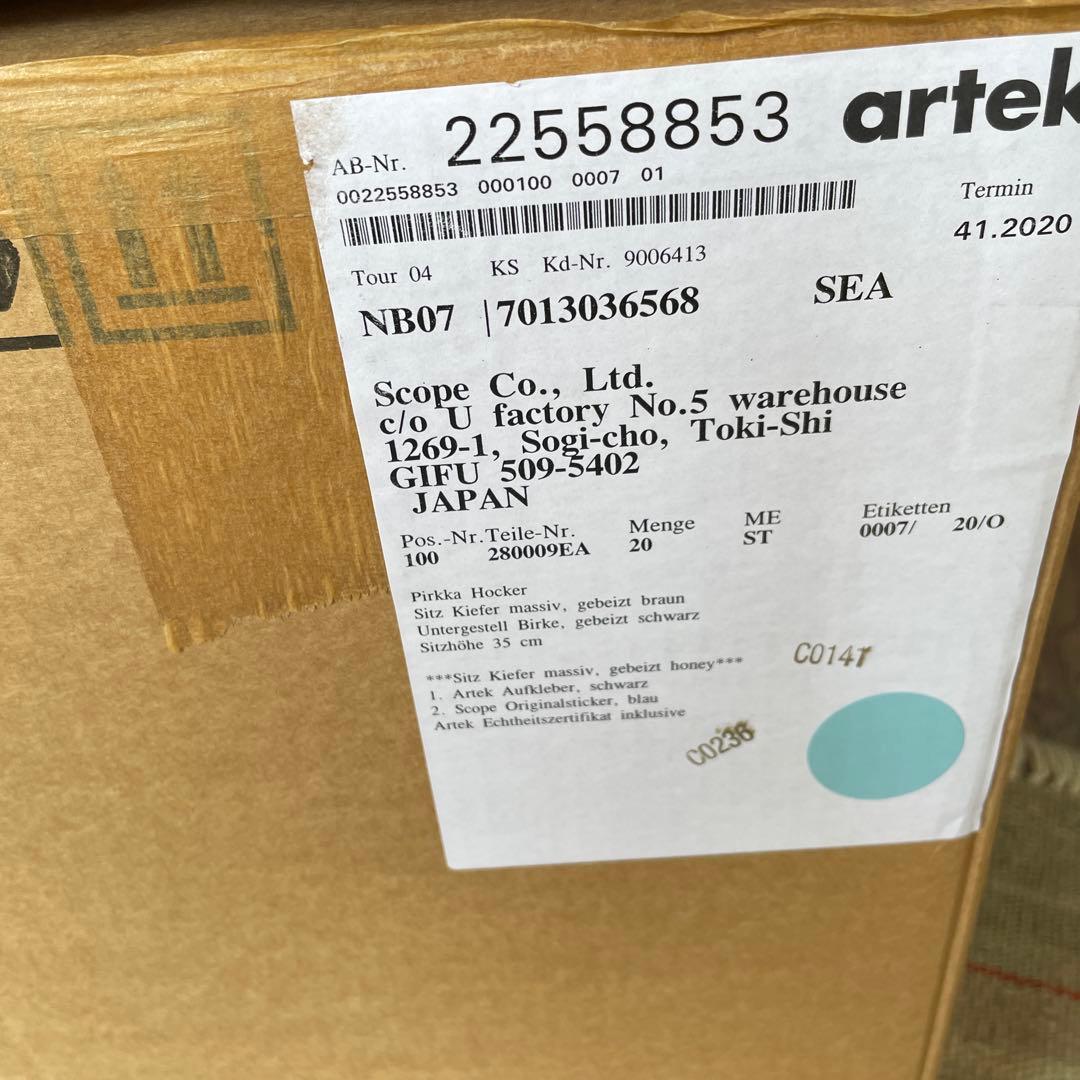 artek
AB-Nr. 22558853
0022558853 000100 0007 01
Termin
41.2020
Tour 04 KS Kd-Nr. 9006413
NB07 |7013036568 SEA
Scope Co., Ltd.
c/o U factory No.5 warehouse
1269-1, Sogi-cho, Toki-Shi
GIFU 509-5402
JAPAN
Pos.-Nr. Teile-Nr. Menge ME Etiketten
100 280009EA 20 ST 0007/ 20/O
Pirkka Hocker
Sitz Kiefer massiv, gebeizt braun
Untergestell Birke, gebeizt schwarz
Sitzhöhe 35 cm
***Sitz Kiefer massiv, gebeizt honey***
1. Artek Aufkleber, schwarz
2. Scope Originalsticker, blau
Artek Echtheitszertifikat inklusive